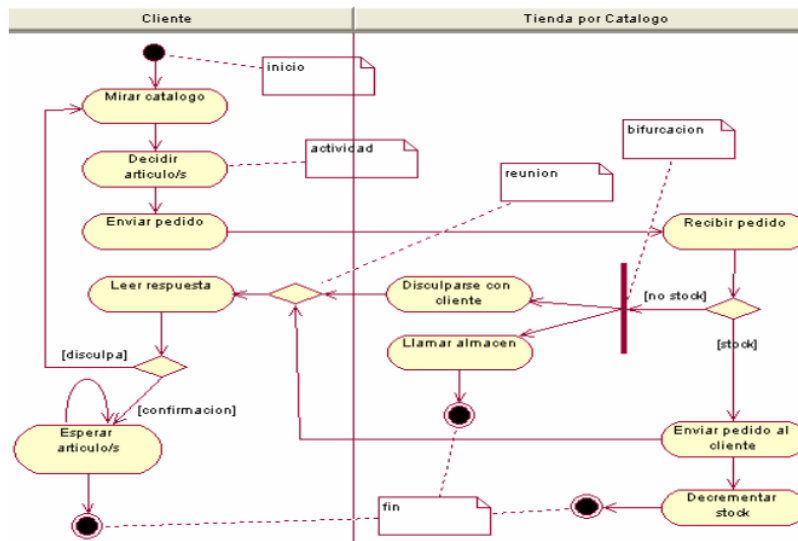 Cliente
Tienda por Catalogo
inicio
Mirar catalogo
bifurcacion
actividad
Decidir
articulo/s
reunion
Enviar pedido
Recibir pedido
Leer respuesta
Disculparse con
cliente
[no stock]
[stock]
Llamar almacen
[disculpa]
[confirmacion]
Esperar
articulo/s
Enviar pedido al
cliente
fin
Decrementar
stock